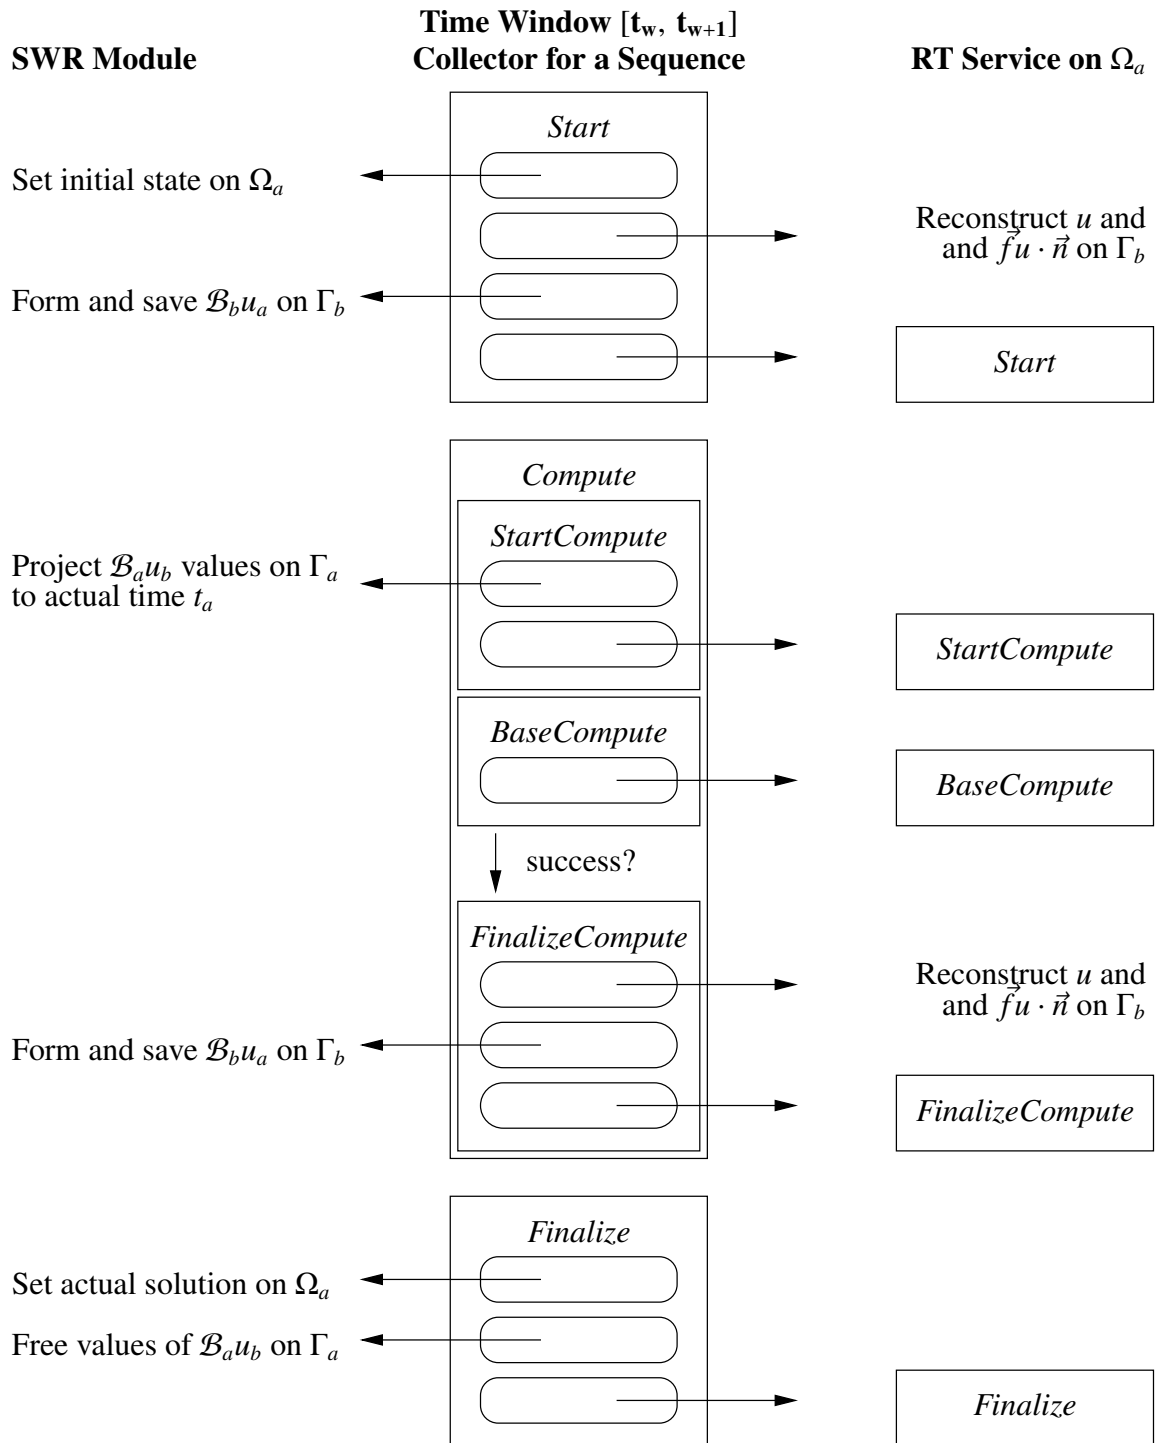 SWR Module
Time Window [t_w, t_{w+1}]
Collector for a Sequence
RT Service on Ω_a
Start
Set initial state on Ω_a
Reconstruct u and
and f⃗u · n⃗ on Γ_b
Form and save ℬ_b u_a on Γ_b
Start
Compute
StartCompute
Project ℬ_a u_b values on Γ_a
to actual time t_a
StartCompute
BaseCompute
BaseCompute
success?
FinalizeCompute
Reconstruct u and
and f⃗u · n⃗ on Γ_b
Form and save ℬ_b u_a on Γ_b
FinalizeCompute
Finalize
Set actual solution on Ω_a
Free values of ℬ_a u_b on Γ_a
Finalize